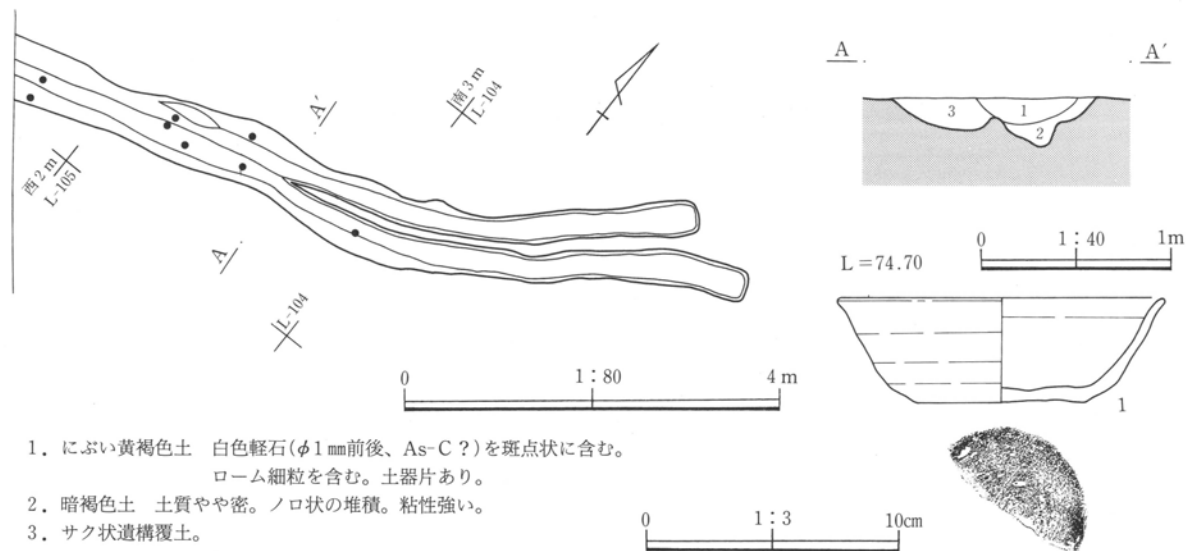 A
A′
南3m
L-104
A′
西2m
L-105
A
L-104
3
1
2
0
1:40
1m
L=74.70
0
1:80
4m
1
1. にぶい黄褐色土 白色軽石(φ1㎜前後、As-C?)を斑点状に含む。
ローム細粒を含む。土器片あり。
2. 暗褐色土 土質やや密。ノロ状の堆積。粘性強い。
3. サク状遺構覆土。
0
1:3
10cm